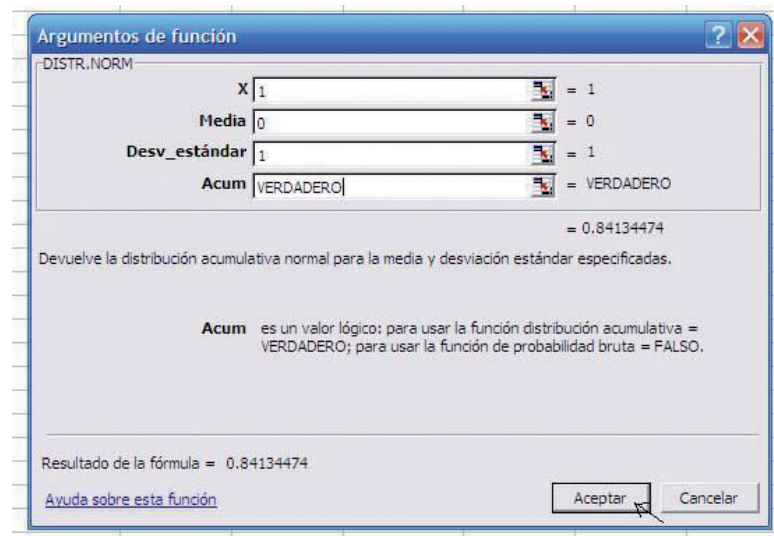 Argumentos de función
DISTR.NORM
X 1 = 1
Media 0 = 0
Desv_estándar 1 = 1
Acum VERDADERO = VERDADERO
= 0.84134474
Devuelve la distribución acumulativa normal para la media y desviación estándar especificadas.
Acum es un valor lógico: para usar la función distribución acumulativa =
VERDADERO; para usar la función de probabilidad bruta = FALSO.
Resultado de la fórmula = 0.84134474
Ayuda sobre esta función Aceptar Cancelar